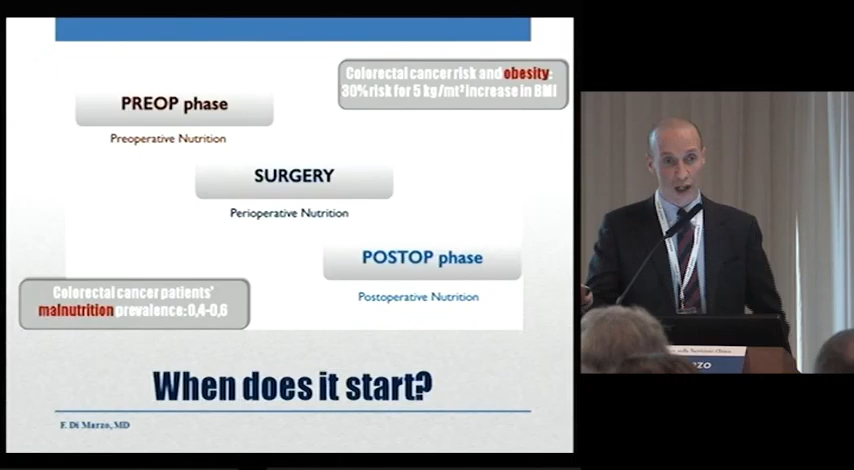 Colorectal cancer risk and obesity:
30% risk for 5 kg/mt² increase in BMI
PREOP phase
Preoperative Nutrition
SURGERY
Perioperative Nutrition
POSTOP phase
Postoperative Nutrition
Colorectal cancer patients'
malnutrition prevalence: 0,4-0,6
When does it start?
F. Di Marzo, MD